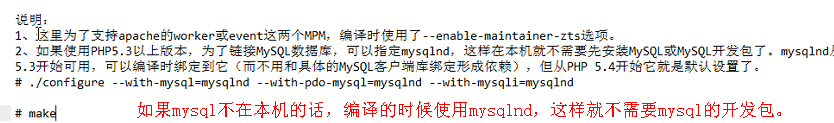 说明:
1、这里为了支持apache的worker或event这两个MPM，编译时使用了--enable-maintainer-zts选项。
2、如果使用PHP5.3以上版本，为了链接MySQL数据库，可以指定mysqlnd，这样在本机就不需要先安装MySQL或MySQL开发包了。mysqlnd从
5.3开始可用，可以编译时绑定到它（而不用和具体的MySQL客户端库绑定形成依赖），但从PHP 5.4开始它就是默认设置了。
# ./configure --with-mysql=mysqlnd --with-pdo-mysql=mysqlnd --with-mysqli=mysqlnd
# make
如果mysql不在本机的话，编译的时候使用mysqlnd，这样就不需要mysql的开发包。